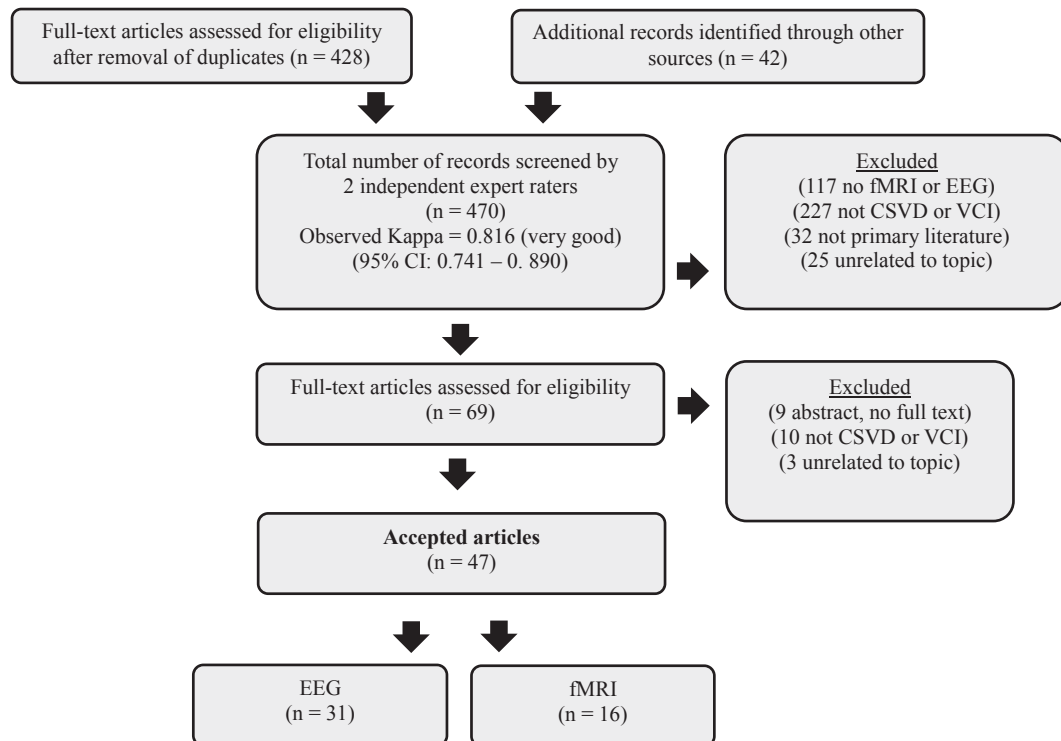 Full-text articles assessed for eligibility
after removal of duplicates (n = 428)
Additional records identified through other
sources (n = 42)
Total number of records screened by
2 independent expert raters
(n = 470)
Observed Kappa = 0.816 (very good)
(95% CI: 0.741 – 0. 890)
Excluded
(117 no fMRI or EEG)
(227 not CSVD or VCI)
(32 not primary literature)
(25 unrelated to topic)
Full-text articles assessed for eligibility
(n = 69)
Excluded
(9 abstract, no full text)
(10 not CSVD or VCI)
(3 unrelated to topic)
Accepted articles
(n = 47)
EEG
(n = 31)
fMRI
(n = 16)